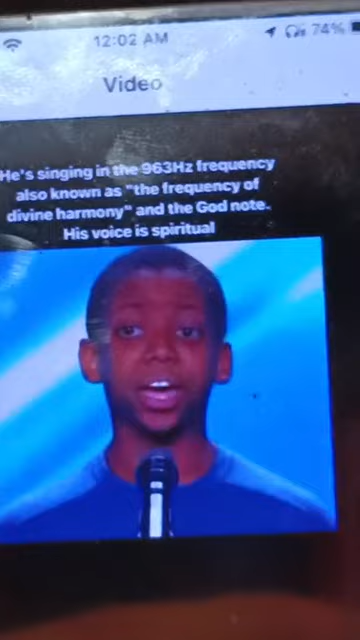 12:02 AM
74%
Video
He's singing in the 963Hz frequency
also known as "the frequency of
divine harmony" and the God note.
His voice is spiritual